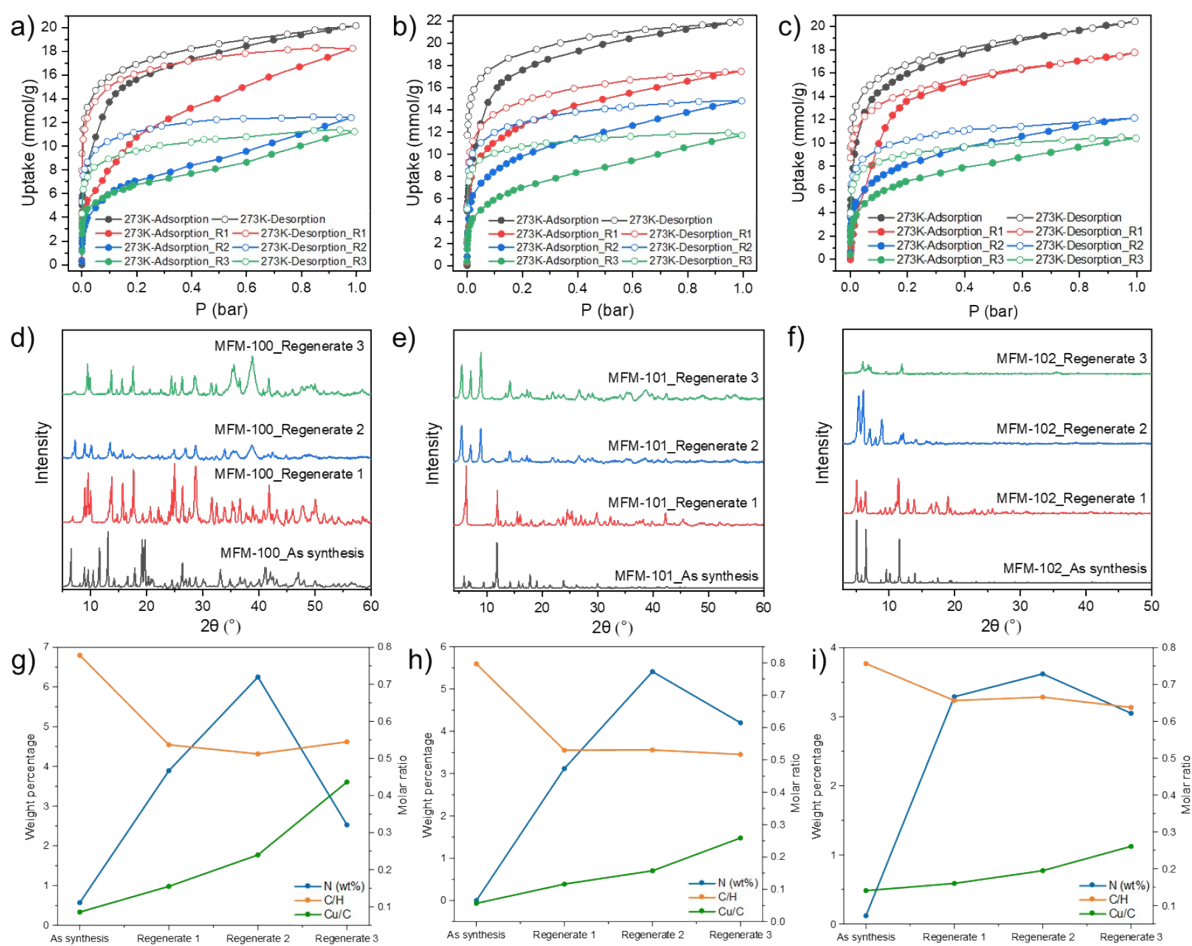 a)
Uptake (mmol/g)
20
18
16
14
12
10
8
6
4
2
0
273K-Adsorption 273K-Desorption
273K-Adsorption_R1 273K-Desorption_R1
273K-Adsorption_R2 273K-Desorption_R2
273K-Adsorption_R3 273K-Desorption_R3
0.0 0.2 0.4 0.6 0.8 1.0
P (bar)
b)
Uptake (mmol/g)
22
20
18
16
14
12
10
8
6
4
2
0
273K-Adsorption 273K-Desorption
273K-Adsorption_R1 273K-Desorption_R1
273K-Adsorption_R2 273K-Desorption_R2
273K-Adsorption_R3 273K-Desorption_R3
0.0 0.2 0.4 0.6 0.8 1.0
P (bar)
c)
Uptake (mmol/g)
20
18
16
14
12
10
8
6
4
2
0
273K-Adsorption 273K-Desorption
273K-Adsorption_R1 273K-Desorption_R1
273K-Adsorption_R2 273K-Desorption_R2
273K-Adsorption_R3 273K-Desorption_R3
0.0 0.2 0.4 0.6 0.8 1.0
P (bar)
d)
Intensity
MFM-100_Regenerate 3
MFM-100_Regenerate 2
MFM-100_Regenerate 1
MFM-100_As synthesis
10 20 30 40 50 60
2θ (°)
e)
Intensity
MFM-101_Regenerate 3
MFM-101_Regenerate 2
MFM-101_Regenerate 1
MFM-101_As synthesis
10 20 30 40 50 60
2θ (°)
f)
Intensity
MFM-102_Regenerate 3
MFM-102_Regenerate 2
MFM-102_Regenerate 1
MFM-102_As synthesis
10 20 30 40 50
2θ (°)
g)
Weight percentage
7
6
5
4
3
2
1
0
Molar ratio
0.8
0.7
0.6
0.5
0.4
0.3
0.2
0.1
N (wt%)
C/H
Cu/C
As synthesis Regenerate 1 Regenerate 2 Regenerate 3
h)
Weight percentage
6
5
4
3
2
1
0
Molar ratio
0.8
0.7
0.6
0.5
0.4
0.3
0.2
0.1
0.0
N (wt%)
C/H
Cu/C
As synthesis Regenerate 1 Regenerate 2 Regenerate 3
i)
Weight percentage
4
3
2
1
0
Molar ratio
0.8
0.7
0.6
0.5
0.4
0.3
0.2
0.1
N (wt%)
C/H
Cu/C
As synthesis Regenerate 1 Regenerate 2 Regenerate 3